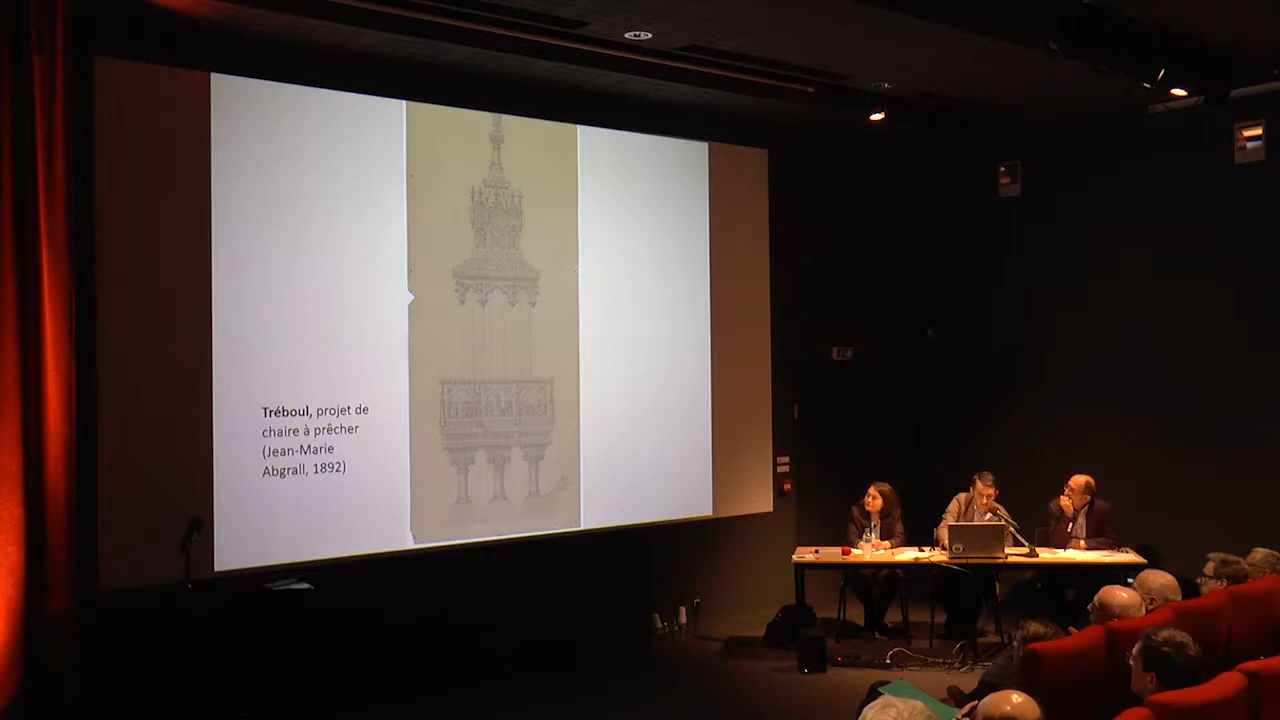 Tréboul, projet de
chaire à prêcher
(Jean-Marie
Abgrall, 1892)